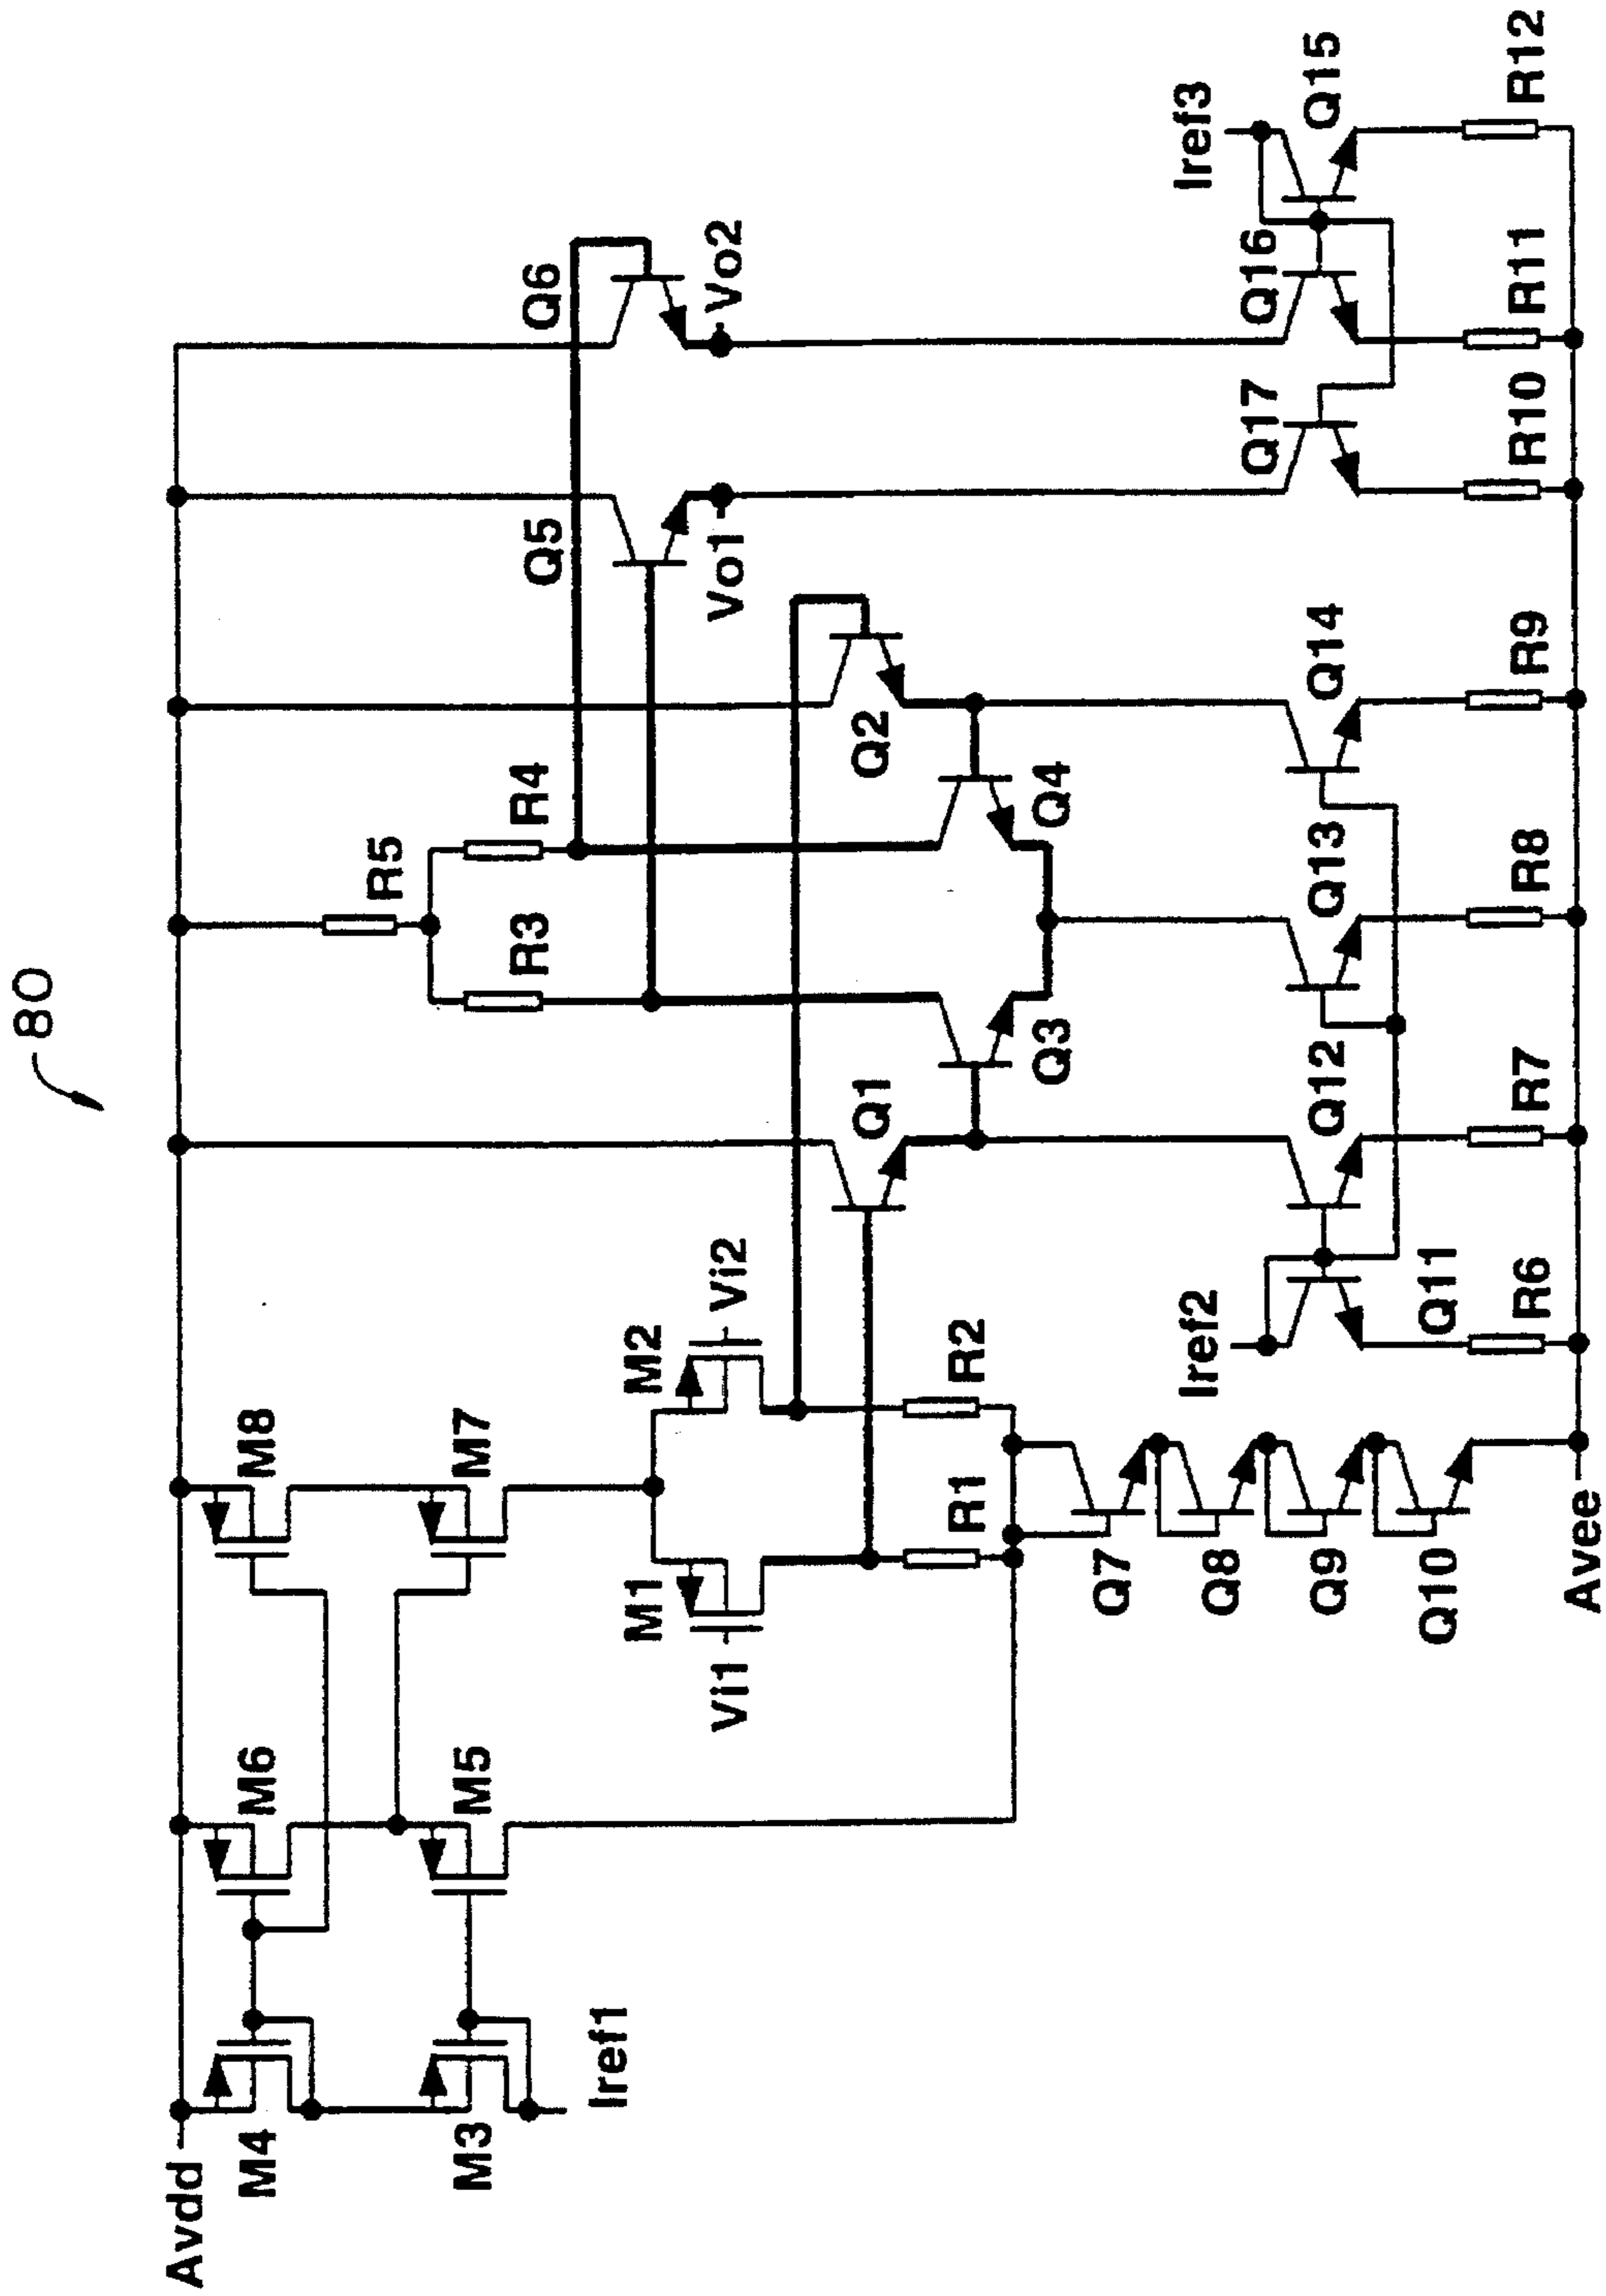 80
Avdd
M4
M6
M8
M3
M5
M7
Iref1
R5
R3
R4
Q5
Q6
M1
M2
Vi1
Vi2
Vo1
Vo2
Q1
Q2
R1
R2
Q3
Q4
Q7
Q8
Q9
Q10
Iref2
Iref3
Q11
Q12
Q13
Q14
Q17
Q16
Q15
R6
R7
R8
R9
R10
R11
R12
Avee